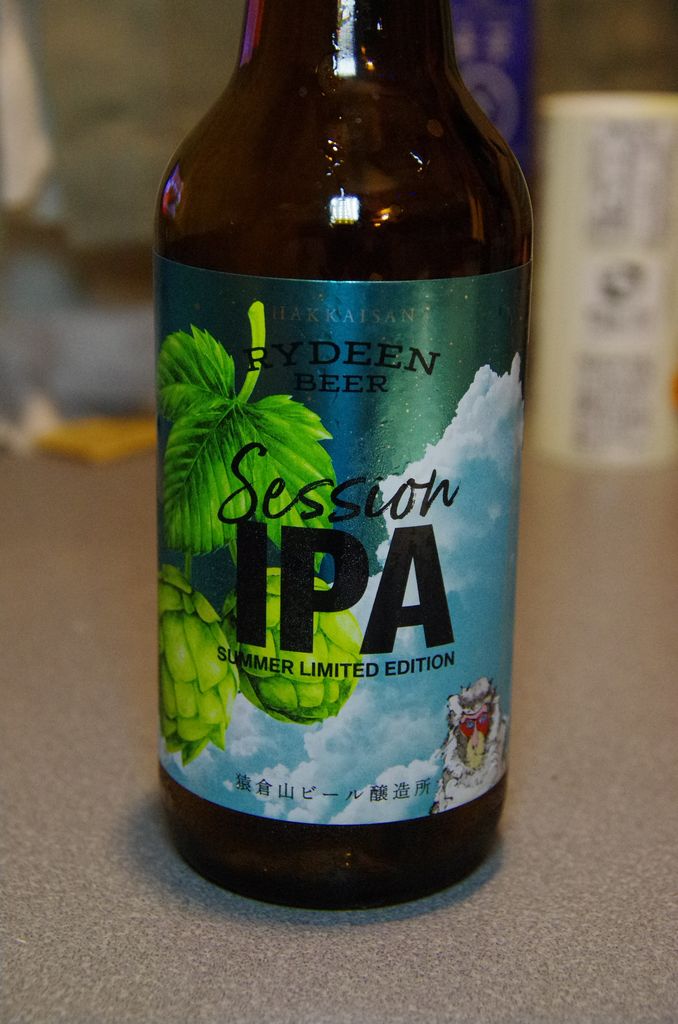 HAKKAISAN
RYDEEN
BEER
Session
IPA
SUMMER LIMITED EDITION
猿倉山ビール醸造所